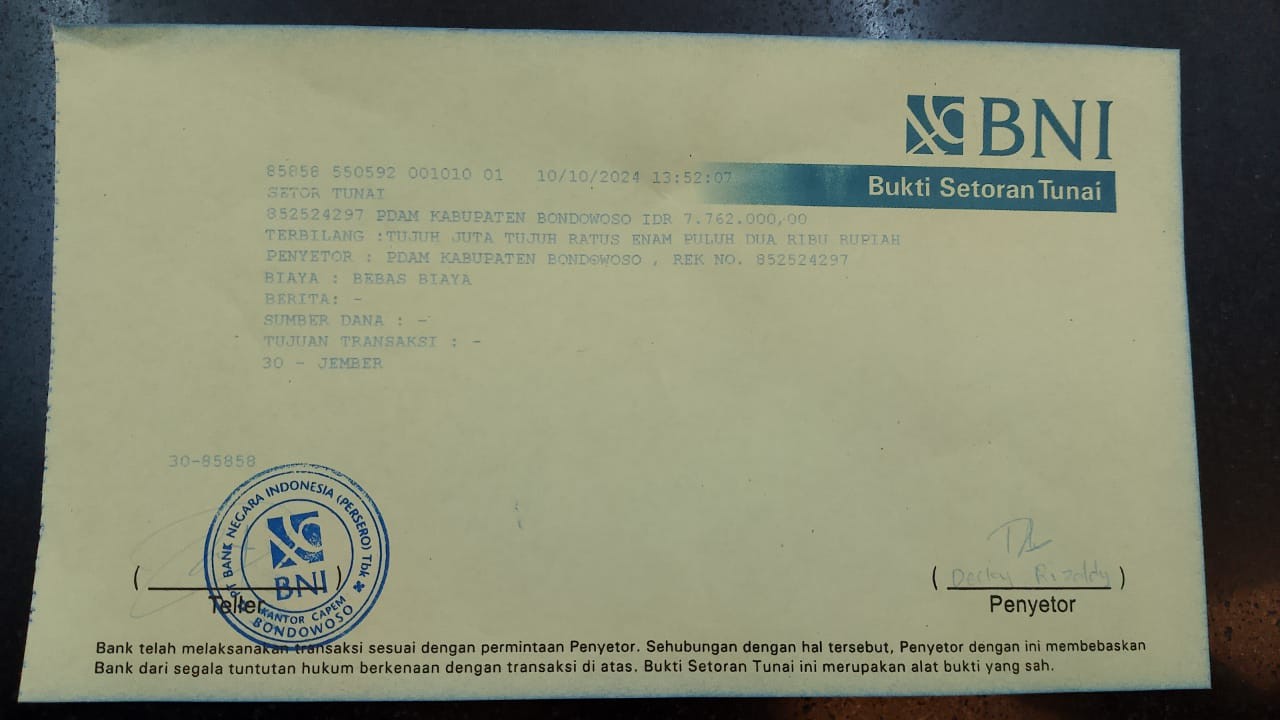 BNI
Bukti Setoran Tunai
85858 550592 001010 01 10/10/2024 13:52:07
SETOR TUNAI
852524297 PDAM KABUPATEN BONDOWOSO IDR 7.762.000,00
TERBILANG :TUJUH JUTA TUJUH RATUS ENAM PULUH DUA RIBU RUPIAH
PENYETOR : PDAM KABUPATEN BONDOWOSO , REK NO. 852524297
BIAYA : BEBAS BIAYA
BERITA: -
SUMBER DANA : -
TUJUAN TRANSAKSI : -
30 - JEMBER
30-85858
PT BANK NEGARA INDONESIA (PERSERO) Tbk
BNI
KANTOR CAPEM
BONDOWOSO
( )
Teller
( Decky Rizaldy )
Penyetor
Bank telah melaksanakan transaksi sesuai dengan permintaan Penyetor. Sehubungan dengan hal tersebut, Penyetor dengan ini membebaskan
Bank dari segala tuntutan hukum berkenaan dengan transaksi di atas. Bukti Setoran Tunai ini merupakan alat bukti yang sah.